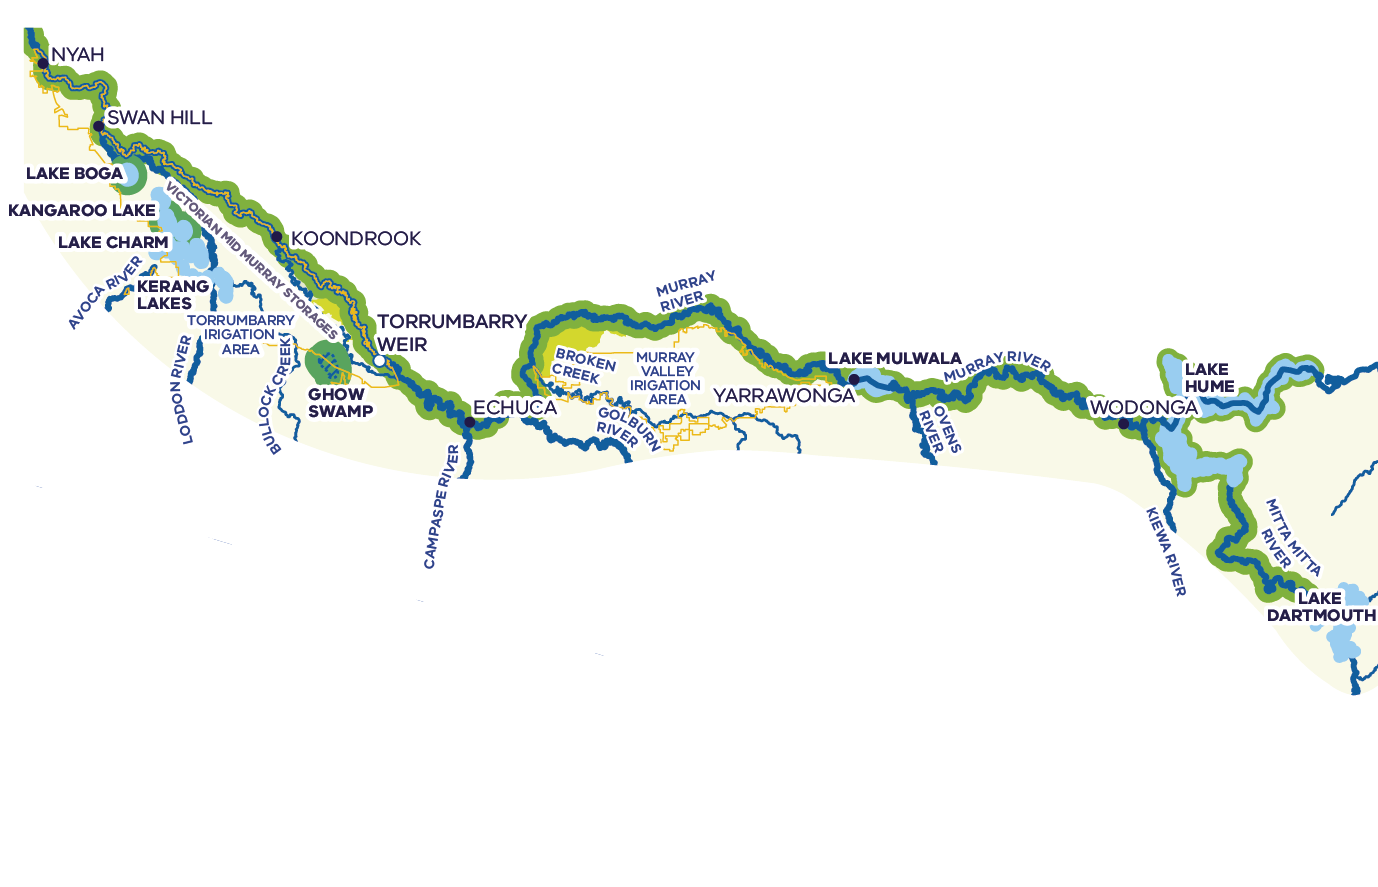 NYAH
SWAN HILL
LAKE BOGA
KANGAROO LAKE
LAKE CHARM
VICTORIAN MID MURRAY STORAGES
KOONDROOK
AVOCA RIVER
KERANG
LAKES
TORRUMBARRY
IRIGATION
AREA
LODDON RIVER
BULLOCK CREEK
GHOW
SWAMP
TORRUMBARRY
WEIR
ECHUCA
CAMPASPE RIVER
BROKEN
CREEK
GOLBURN
RIVER
MURRAY
RIVER
MURRAY
VALLEY
IRIGATION
AREA
YARRAWONGA
LAKE MULWALA
MURRAY RIVER
OVENS
RIVER
WODONGA
LAKE
HUME
KIEWA RIVER
MITTA MITTA
RIVER
LAKE
DARTMOUTH